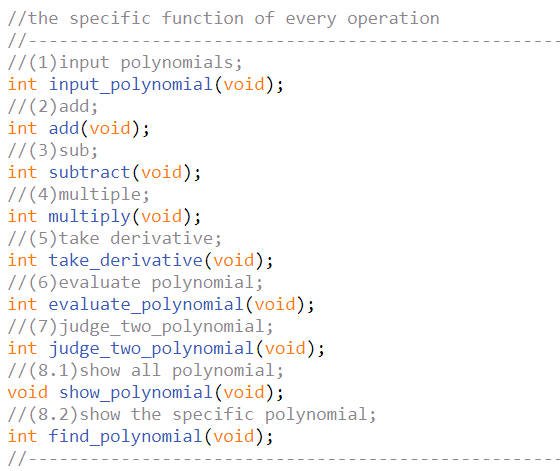 //the specific function of every operation
//----------------------------------------------------
//(1)input polynomials;
int input_polynomial(void);
//(2)add;
int add(void);
//(3)sub;
int subtract(void);
//(4)multiple;
int multiply(void);
//(5)take derivative;
int take_derivative(void);
//(6)evaluate polynomial;
int evaluate_polynomial(void);
//(7)judge_two_polynomial;
int judge_two_polynomial(void);
//(8.1)show all polynomial;
void show_polynomial(void);
//(8.2)show the specific polynomial;
int find_polynomial(void);
//----------------------------------------------------